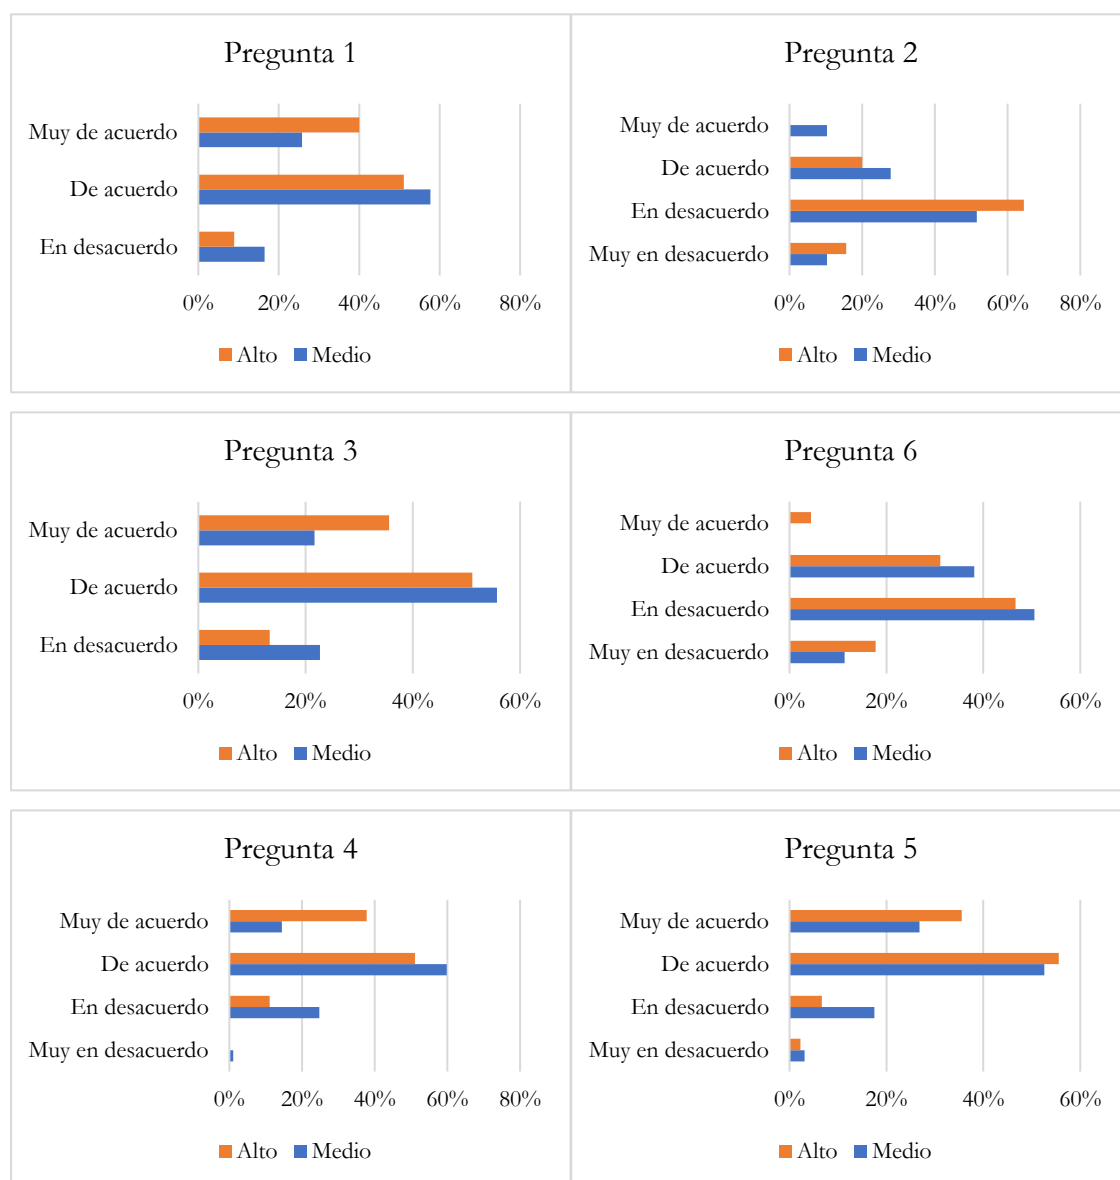 Pregunta 1
Muy de acuerdo
De acuerdo
En desacuerdo
0% 20% 40% 60% 80%
Alto Medio
Pregunta 2
Muy de acuerdo
De acuerdo
En desacuerdo
Muy en desacuerdo
0% 20% 40% 60% 80%
Alto Medio
Pregunta 3
Muy de acuerdo
De acuerdo
En desacuerdo
0% 20% 40% 60%
Alto Medio
Pregunta 6
Muy de acuerdo
De acuerdo
En desacuerdo
Muy en desacuerdo
0% 20% 40% 60%
Alto Medio
Pregunta 4
Muy de acuerdo
De acuerdo
En desacuerdo
Muy en desacuerdo
0% 20% 40% 60% 80%
Alto Medio
Pregunta 5
Muy de acuerdo
De acuerdo
En desacuerdo
Muy en desacuerdo
0% 20% 40% 60%
Alto Medio